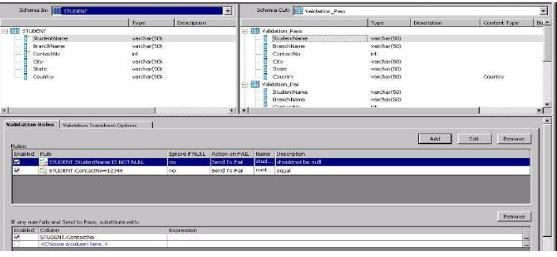 Schema In: STUDENT
Schema Out: Validation_Pass
Type Description
STUDENT
StudentName varchar(50)
BranchName varchar(50)
ContactNo int
City varchar(50)
State varchar(50)
Country varchar(50)
Type Description Content Type
Validation_Pass
StudentName varchar(50)
BranchName varchar(50)
ContactNo int
City varchar(50)
State varchar(50)
Country varchar(50) Country
Validation_Fail
StudentName varchar(50)
BranchName varchar(50)
Validation Rules Validation Transform Options
Add Edit Remove
Rules:
Enabled Rule Ignore if NULL Action on FAIL Name Description
STUDENT.StudentName IS NOT NULL no Send To Fail stud... shouldnot be null
STUDENT.ContactNo=12345 no Send To Fail cont... equal
Remove
If any rule fails and Send to Pass, substitute with:
Enabled Column Expression
STUDENT.ContactNo
<Choose a column here..>